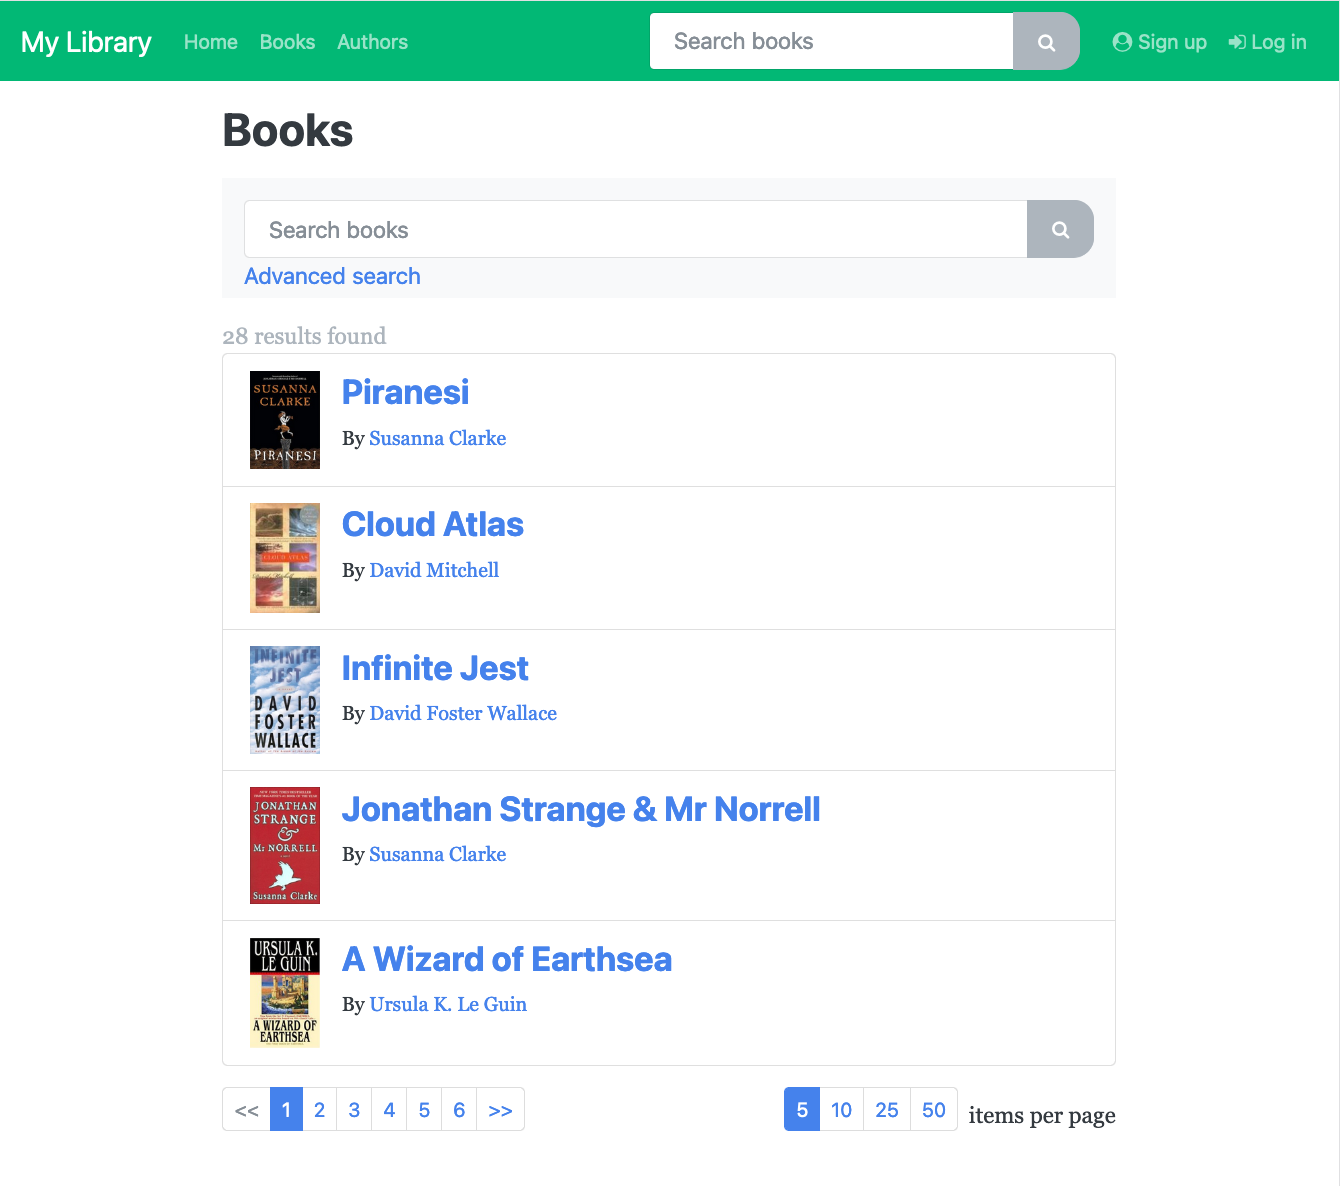 My Library Home Books Authors Search books Sign up Log in
Books
Search books
Advanced search
28 results found
SUSANNA
CLARKE
PIRANESI
Piranesi
By Susanna Clarke
CLOUD ATLAS
Cloud Atlas
By David Mitchell
INFINITE
JEST
DAVID
FOSTER
WALLACE
Infinite Jest
By David Foster Wallace
JONATHAN
STRANGE
&
Mr NORRELL
Susanna Clarke
Jonathan Strange & Mr Norrell
By Susanna Clarke
URSULA K.
LE GUIN
A WIZARD OF
EARTHSEA
A Wizard of Earthsea
By Ursula K. Le Guin
<< 1 2 3 4 5 6 >> 5 10 25 50 items per page